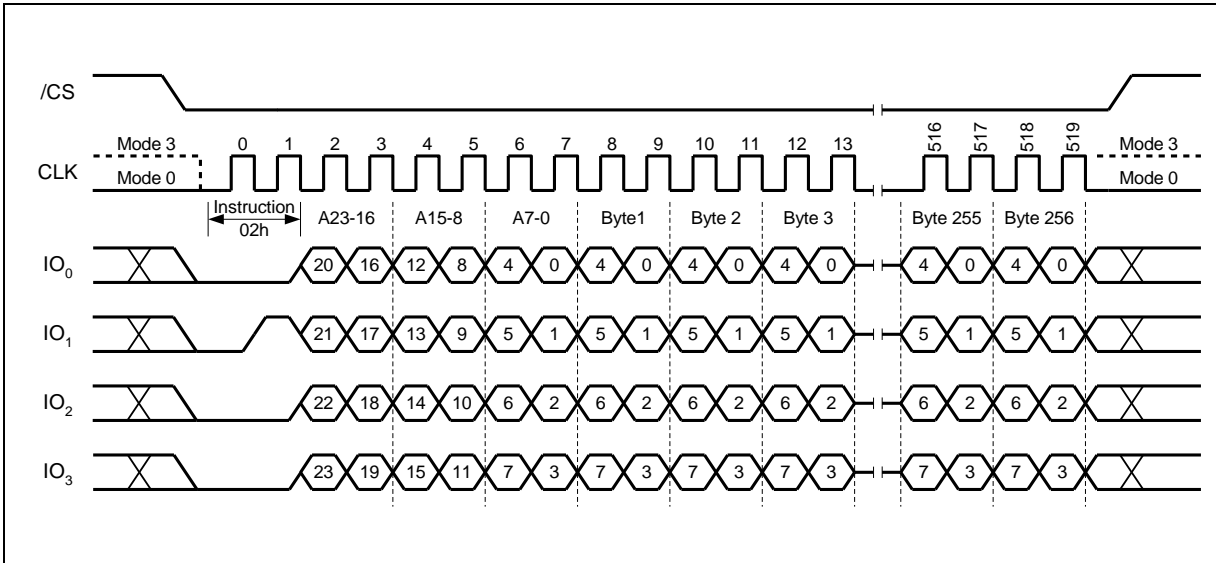 /CS
Mode 3 0 1 2 3 4 5 6 7 8 9 10 11 12 13 516 517 518 519 Mode 3
CLK
Mode 0 Mode 0
Instruction A23-16 A15-8 A7-0 Byte1 Byte 2 Byte 3 Byte 255 Byte 256
02h
IO0 20 16 12 8 4 0 4 0 4 0 4 0 4 0 4 0
IO1 21 17 13 9 5 1 5 1 5 1 5 1 5 1 5 1
IO2 22 18 14 10 6 2 6 2 6 2 6 2 6 2 6 2
IO3 23 19 15 11 7 3 7 3 7 3 7 3 7 3 7 3